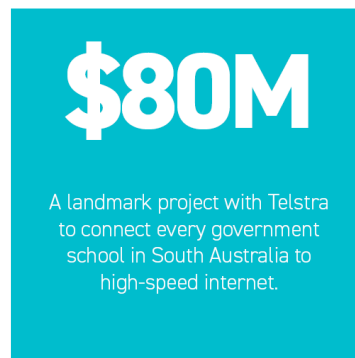 $80M
A landmark project with Telstra
to connect every government
school in South Australia to
high-speed internet.